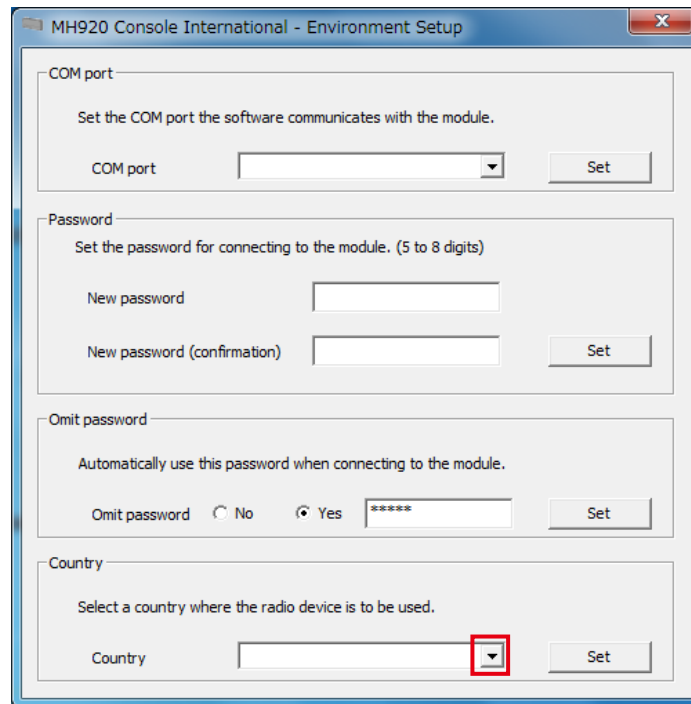 MH920 Console International - Environment Setup
COM port
Set the COM port the software communicates with the module.
COM port Set
Password
Set the password for connecting to the module. (5 to 8 digits)
New password
New password (confirmation) Set
Omit password
Automatically use this password when connecting to the module.
Omit password No Yes ***** Set
Country
Select a country where the radio device is to be used.
Country Set